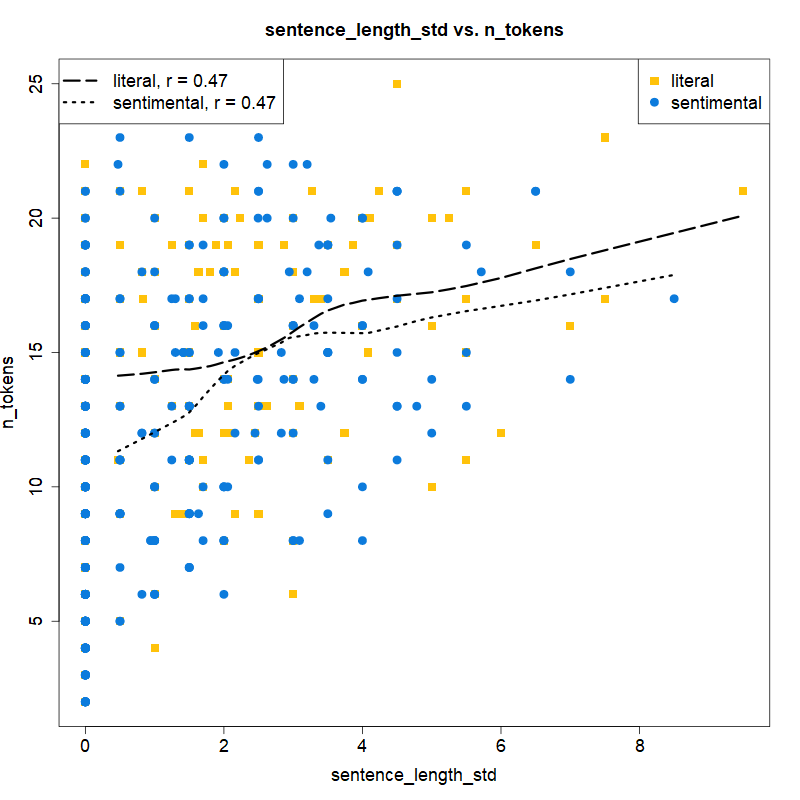 sentence_length_std vs. n_tokens
literal, r = 0.47
sentimental, r = 0.47
literal
sentimental
25
20
15
10
5
n_tokens
0 2 4 6 8
sentence_length_std